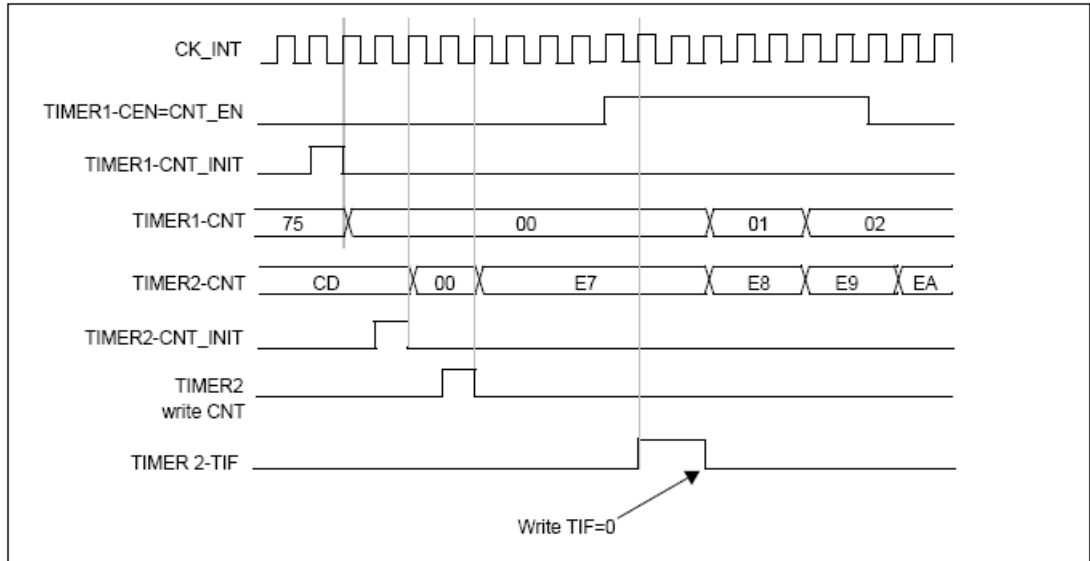 CK_INT
TIMER1-CEN=CNT_EN
TIMER1-CNT_INIT
TIMER1-CNT 75 00 01 02
TIMER2-CNT CD 00 E7 E8 E9 EA
TIMER2-CNT_INIT
TIMER2
write CNT
TIMER 2-TIF
Write TIF=0